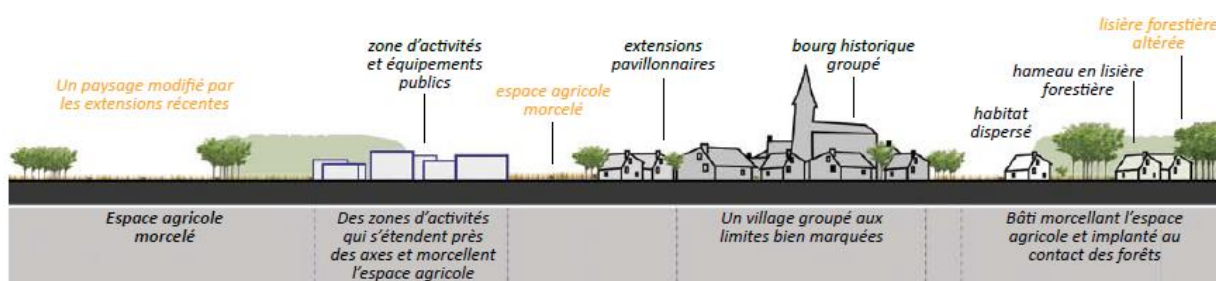 Un paysage modifié par
les extensions récentes
zone d'activités
et équipements
publics
espace agricole
morcelé
extensions
pavillonnaires
bourg historique
groupé
habitat
dispersé
hameau en lisière
forestière
lisière forestière
altérée
Espace agricole
morcelé
Des zones d'activités
qui s'étendent près
des axes et morcellent
l'espace agricole
Un village groupé aux
limites bien marquées
Bâti morcellant l'espace
agricole et implanté au
contact des forêts